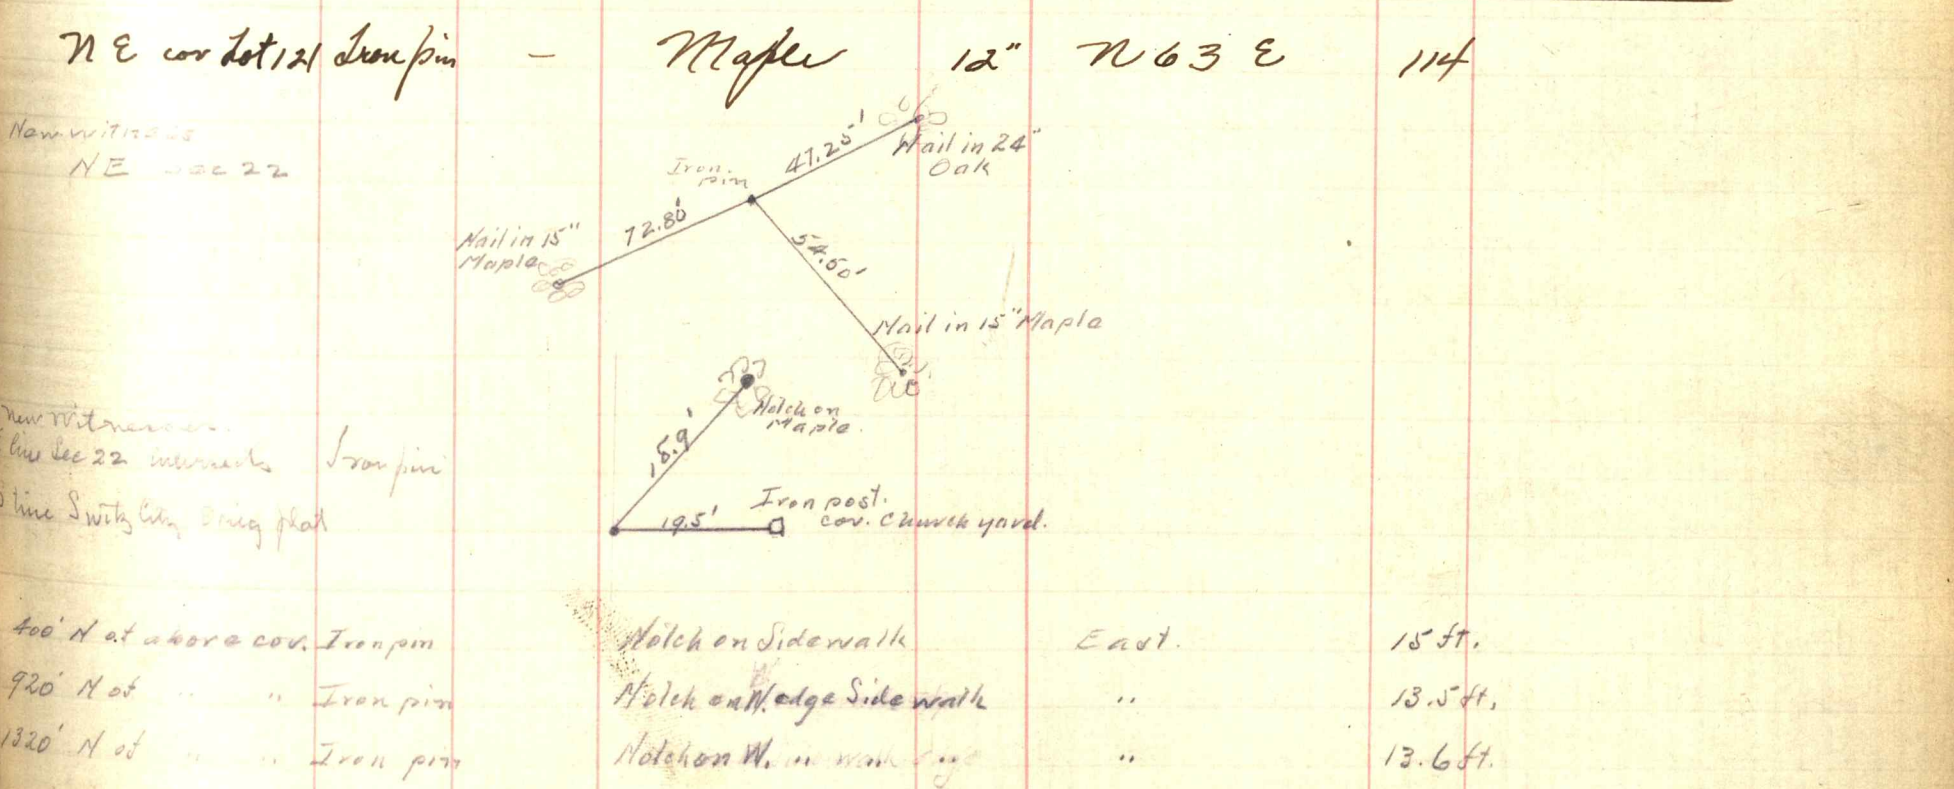 N E cor Lot 121 Iron pin - Maple 12" N 63 E 114
New witness
NE Sec 22
Iron pin
47.25'
Nail in 24" Oak
72.80'
Nail in 15" Maple
54.50'
Nail in 15" Maple
Notch on Maple.
18.9'
New Witnesses.
line Sec 22 Iron pin
S line Switz City Orig plat
Iron post.
cor. Church yard.
19.5'
400' N of above cor. Iron pin Notch on Sidewalk East. 15 ft.
920' N of " " Iron pin Notch on W. edge Sidewalk " 13.5 ft.
1320' N of " " Iron pin Notch on W. walk " 13.6 ft.